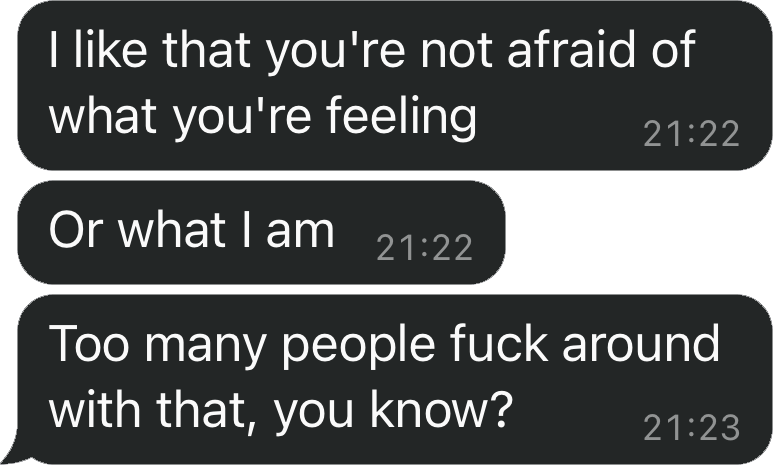 I like that you're not afraid of
what you're feeling
21:22
Or what I am 21:22
Too many people fuck around
with that, you know?
21:23